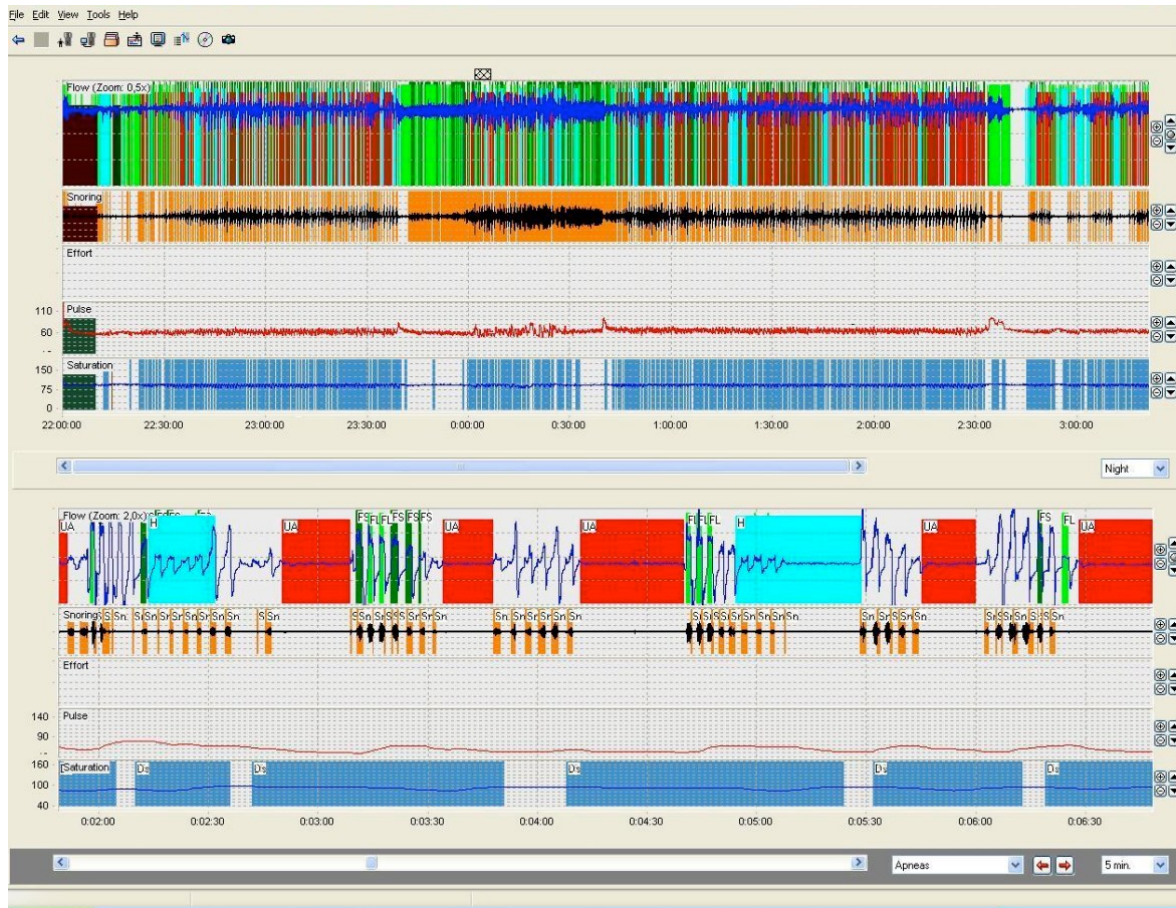 File Edit View Tools Help
Flow (Zoom: 0,5x)
Snoring
Effort
110
Pulse
60
Saturation
150
75
0
22:00:00 22:30:00 23:00:00 23:30:00 0:00:00 0:30:00 1:00:00 1:30:00 2:00:00 2:30:00 3:00:00
Night
Flow (Zoom: 2,0x)
UA H UA FS FL FL FS FS FS UA UA FL FL FL H UA FS FL UA
Snoring
Effort
140
Pulse
90
160
Saturation Ds Ds Ds Ds Ds
100
40
0:02:00 0:02:30 0:03:00 0:03:30 0:04:00 0:04:30 0:05:00 0:05:30 0:06:00 0:06:30
Apneas 5 min.